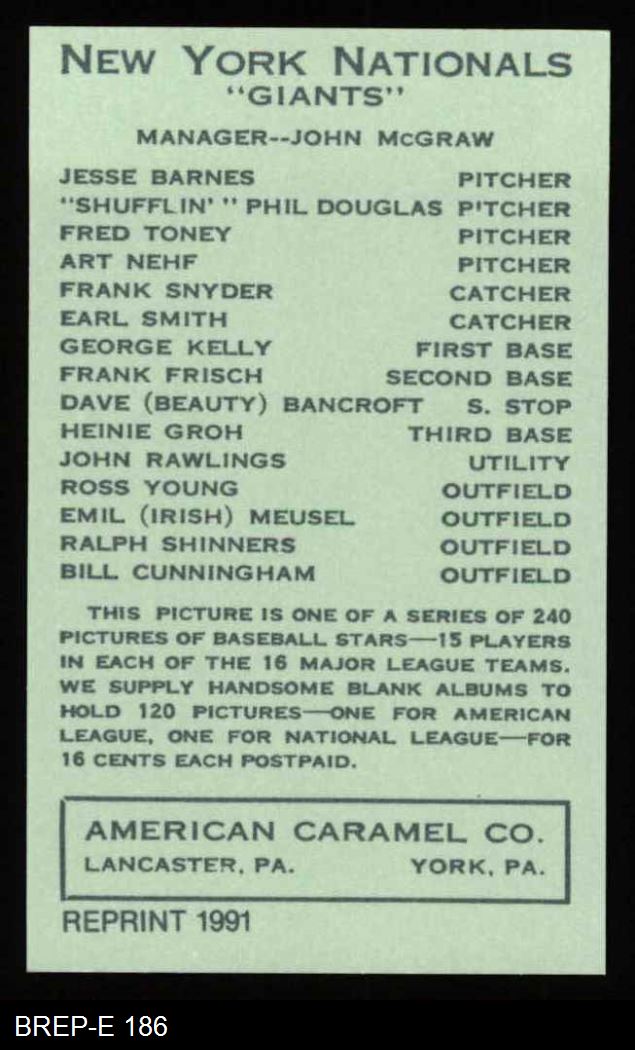 NEW YORK NATIONALS
"GIANTS"
MANAGER--JOHN McGRAW
JESSE BARNES PITCHER
"SHUFFLIN' " PHIL DOUGLAS P'TCHER
FRED TONEY PITCHER
ART NEHF PITCHER
FRANK SNYDER CATCHER
EARL SMITH CATCHER
GEORGE KELLY FIRST BASE
FRANK FRISCH SECOND BASE
DAVE (BEAUTY) BANCROFT S. STOP
HEINIE GROH THIRD BASE
JOHN RAWLINGS UTILITY
ROSS YOUNG OUTFIELD
EMIL (IRISH) MEUSEL OUTFIELD
RALPH SHINNERS OUTFIELD
BILL CUNNINGHAM OUTFIELD
THIS PICTURE IS ONE OF A SERIES OF 240
PICTURES OF BASEBALL STARS—15 PLAYERS
IN EACH OF THE 16 MAJOR LEAGUE TEAMS.
WE SUPPLY HANDSOME BLANK ALBUMS TO
HOLD 120 PICTURES—ONE FOR AMERICAN
LEAGUE, ONE FOR NATIONAL LEAGUE—FOR
16 CENTS EACH POSTPAID.
AMERICAN CARAMEL CO.
LANCASTER, PA. YORK, PA.
REPRINT 1991
BREP-E 186